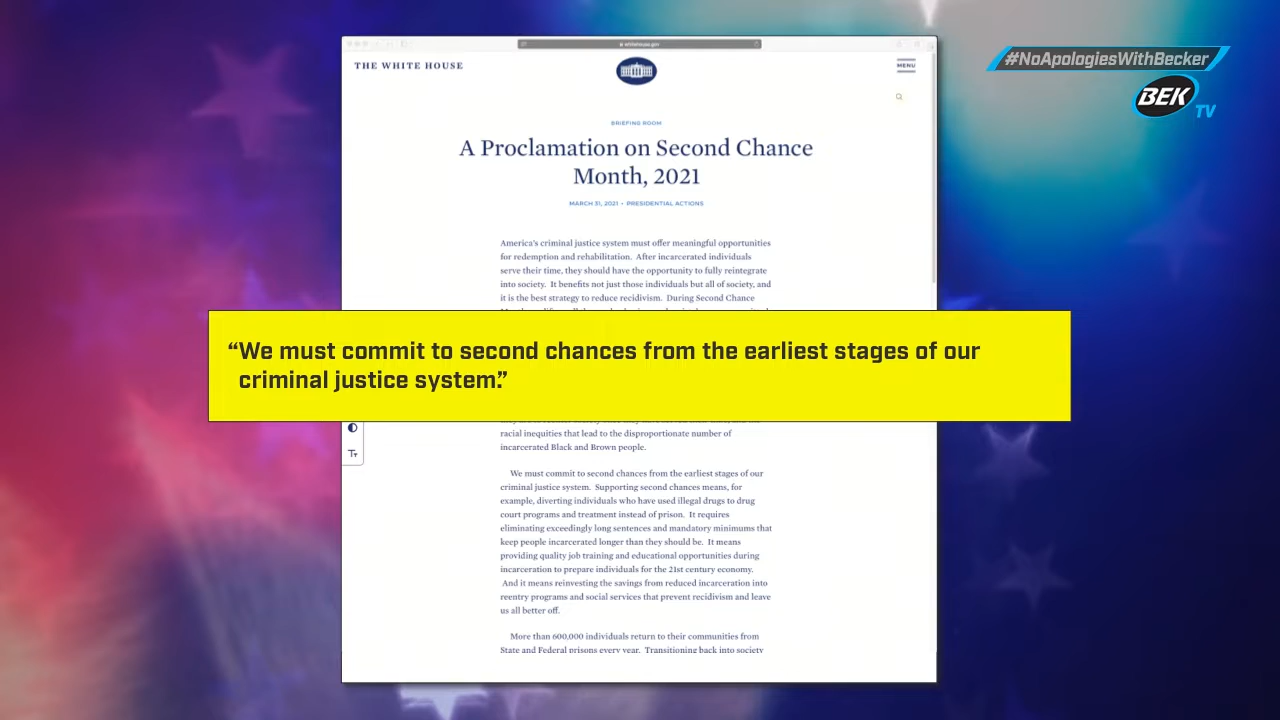 whitehouse.gov
#NoApologiesWithBecker
THE WHITE HOUSE
MENU
BEK
TV
BRIEFING ROOM
A Proclamation on Second Chance
Month, 2021
MARCH 31, 2021 • PRESIDENTIAL ACTIONS
America's criminal justice system must offer meaningful opportunities
for redemption and rehabilitation. After incarcerated individuals
serve their time, they should have the opportunity to fully reintegrate
into society. It benefits not just those individuals but all of society, and
it is the best strategy to reduce recidivism. During Second Chance
“We must commit to second chances from the earliest stages of our
criminal justice system.”
racial inequities that lead to the disproportionate number of
incarcerated Black and Brown people.
We must commit to second chances from the earliest stages of our
criminal justice system. Supporting second chances means, for
example, diverting individuals who have used illegal drugs to drug
court programs and treatment instead of prison. It requires
eliminating exceedingly long sentences and mandatory minimums that
keep people incarcerated longer than they should be. It means
providing quality job training and educational opportunities during
incarceration to prepare individuals for the 21st century economy.
And it means reinvesting the savings from reduced incarceration into
reentry programs and social services that prevent recidivism and leave
us all better off.
More than 600,000 individuals return to their communities from
State and Federal prisons every year. Transitioning back into society